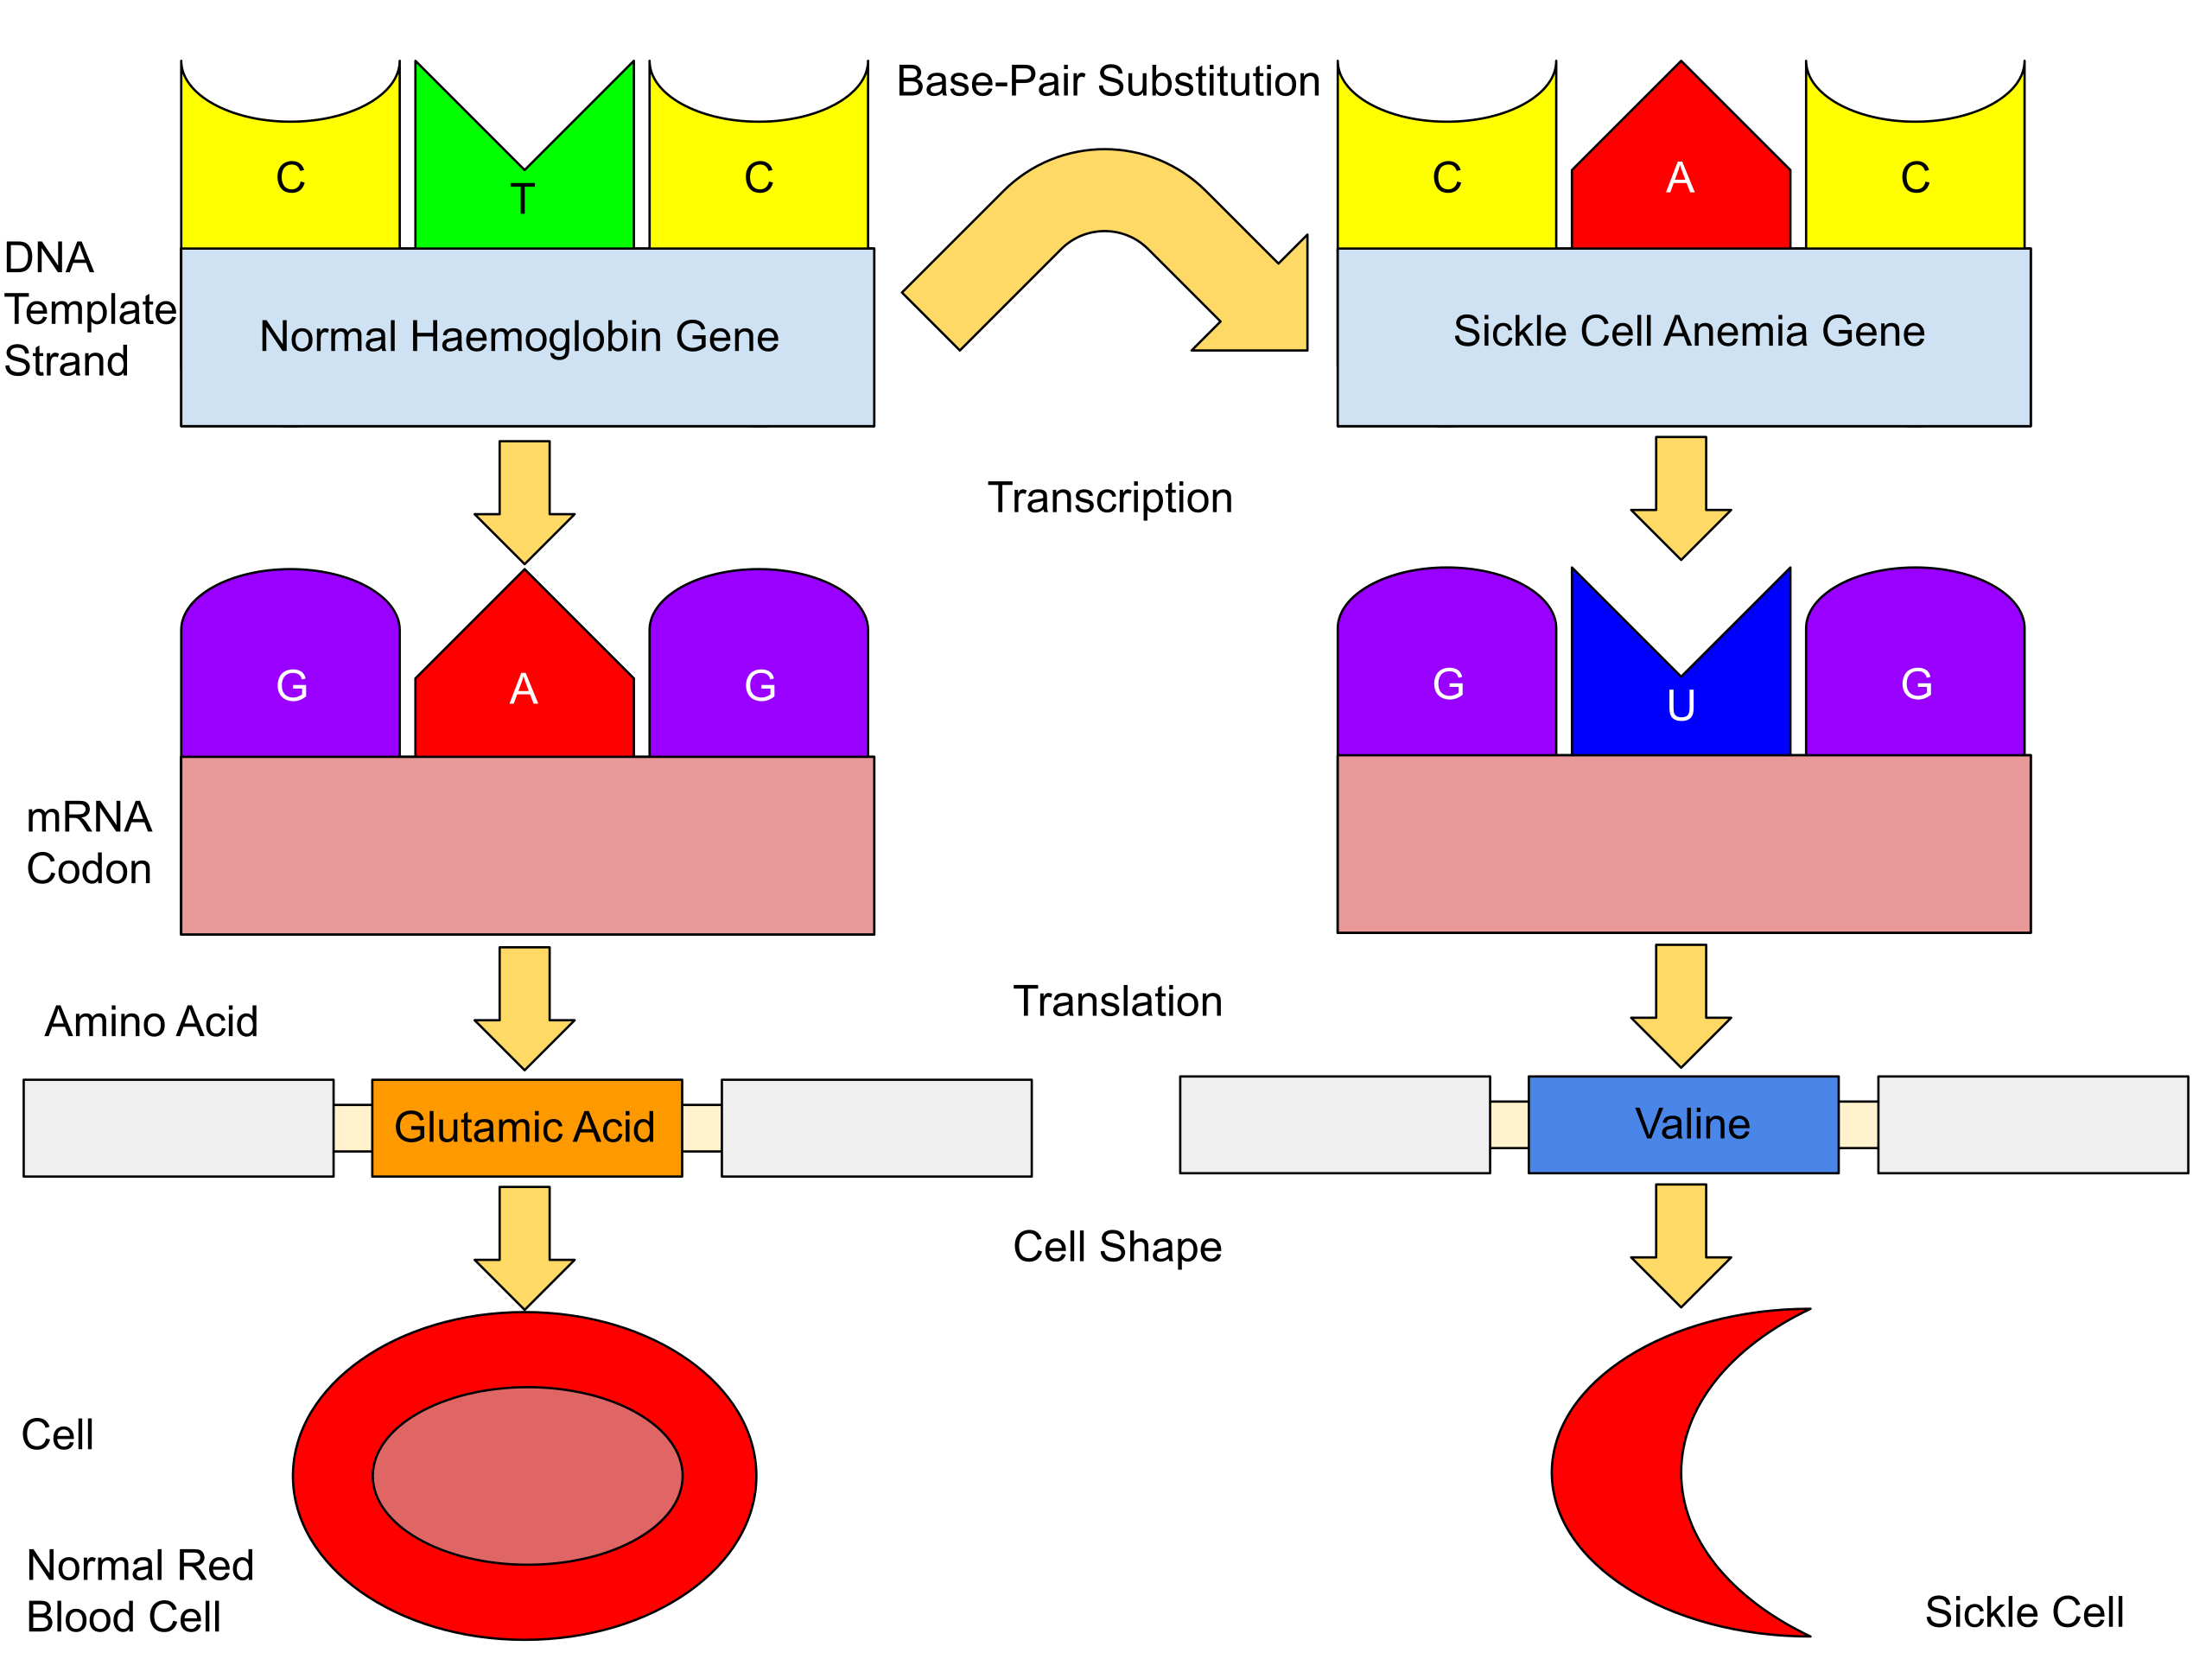 Base-Pair Substitution
C
T
C
C
A
C
DNA
Template
Strand
Normal Haemoglobin Gene
Sickle Cell Anemia Gene
Transcription
G
A
G
G
U
G
mRNA
Codon
Translation
Amino Acid
Glutamic Acid
Valine
Cell Shape
Cell
Normal Red
Blood Cell
Sickle Cell